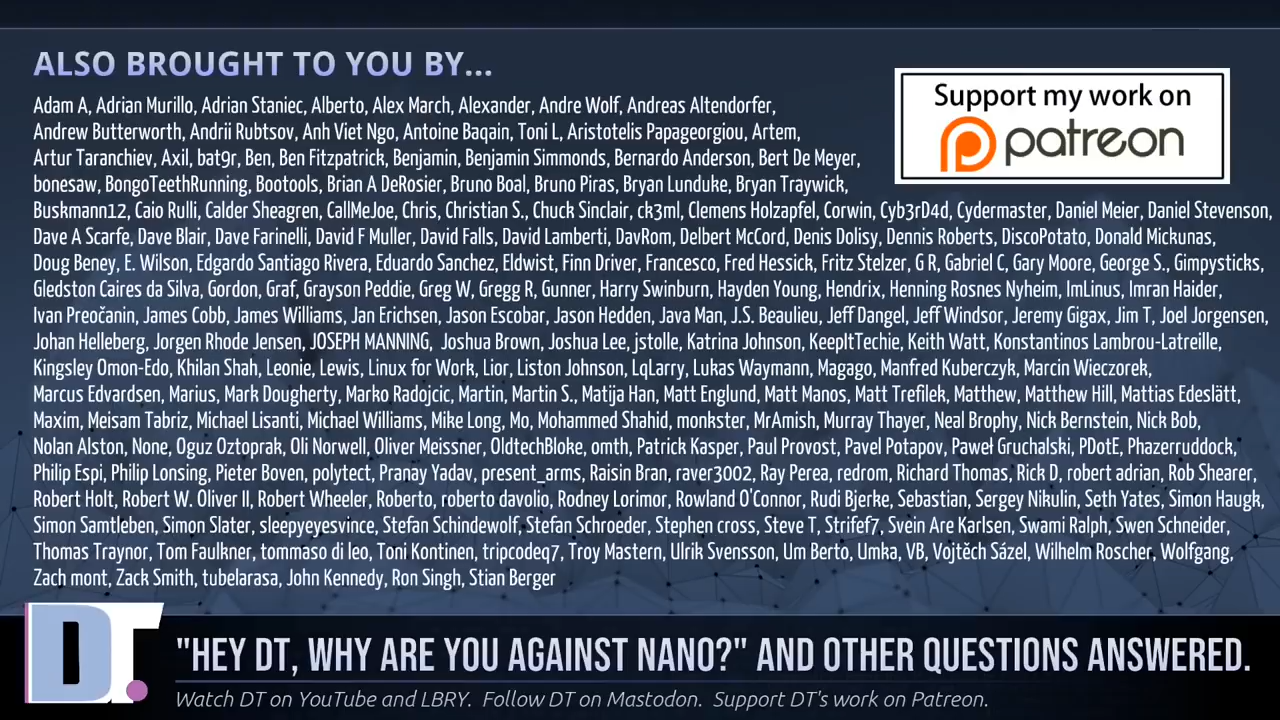 ALSO BROUGHT TO YOU BY...
Adam A, Adrian Murillo, Adrian Staniec, Alberto, Alex March, Alexander, Andre Wolf, Andreas Altendorfer,
Andrew Butterworth, Andrii Rubtsov, Anh Viet Ngo, Antoine Baqain, Toni L, Aristotelis Papageorgiou, Artem,
Artur Taranchiev, Axil, bat9r, Ben, Ben Fitzpatrick, Benjamin, Benjamin Simmonds, Bernardo Anderson, Bert De Meyer,
bonesaw, BongoTeethRunning, Bootools, Brian A DeRosier, Bruno Boal, Bruno Piras, Bryan Lunduke, Bryan Traywick,
Buskmann12, Caio Rulli, Calder Sheagren, CallMeJoe, Chris, Christian S., Chuck Sinclair, ck3ml, Clemens Holzapfel, Corwin, Cyb3rD4d, Cydermaster, Daniel Meier, Daniel Stevenson,
Dave A Scarfe, Dave Blair, Dave Farinelli, David F Muller, David Falls, David Lamberti, DavRom, Delbert McCord, Denis Dolisy, Dennis Roberts, DiscoPotato, Donald Mickunas,
Doug Beney, E. Wilson, Edgardo Santiago Rivera, Eduardo Sanchez, Eldwist, Finn Driver, Francesco, Fred Hessick, Fritz Stelzer, G R, Gabriel C, Gary Moore, George S., Gimpysticks,
Gledston Caires da Silva, Gordon, Graf, Grayson Peddie, Greg W, Gregg R, Gunner, Harry Swinburn, Hayden Young, Hendrix, Henning Rosnes Nyheim, ImLinus, Imran Haider,
Ivan Preočanin, James Cobb, James Williams, Jan Erichsen, Jason Escobar, Jason Hedden, Java Man, J.S. Beaulieu, Jeff Dangel, Jeff Windsor, Jeremy Gigax, Jim T, Joel Jorgensen,
Johan Helleberg, Jorgen Rhode Jensen, JOSEPH MANNING, Joshua Brown, Joshua Lee, jstolle, Katrina Johnson, KeepItTechie, Keith Watt, Konstantinos Lambrou-Latreille,
Kingsley Omon-Edo, Khilan Shah, Leonie, Lewis, Linux for Work, Lior, Liston Johnson, LqLarry, Lukas Waymann, Magago, Manfred Kuberczyk, Marcin Wieczorek,
Marcus Edvardsen, Marius, Mark Dougherty, Marko Radojcic, Martin, Martin S., Matija Han, Matt Englund, Matt Manos, Matt Trefilek, Matthew, Matthew Hill, Mattias Edeslätt,
Maxim, Meisam Tabriz, Michael Lisanti, Michael Williams, Mike Long, Mo, Mohammed Shahid, monkster, MrAmish, Murray Thayer, Neal Brophy, Nick Bernstein, Nick Bob,
Nolan Alston, None, Oguz Oztoprak, Oli Norwell, Oliver Meissner, OldtechBloke, omth, Patrick Kasper, Paul Provost, Pavel Potapov, Paweł Gruchalski, PDotE, Phazerruddock,
Philip Espi, Philip Lonsing, Pieter Boven, polytect, Pranay Yadav, present_arms, Raisin Bran, raver3002, Ray Perea, redrom, Richard Thomas, Rick D, robert adrian, Rob Shearer,
Robert Holt, Robert W. Oliver II, Robert Wheeler, Roberto, roberto davolio, Rodney Lorimor, Rowland O'Connor, Rudi Bjerke, Sebastian, Sergey Nikulin, Seth Yates, Simon Haugk,
Simon Samtleben, Simon Slater, sleepyeyesvince, Stefan Schindewolf, Stefan Schroeder, Stephen cross, Steve T, Strifef7, Svein Are Karlsen, Swami Ralph, Swen Schneider,
Thomas Traynor, Tom Faulkner, tommaso di leo, Toni Kontinen, tripcodeq7, Troy Mastern, Ulrik Svensson, Um Berto, Umka, VB, Vojtěch Sázel, Wilhelm Roscher, Wolfgang,
Zach mont, Zack Smith, tubelarasa, John Kennedy, Ron Singh, Stian Berger
Support my work on
patreon
DT.
"HEY DT, WHY ARE YOU AGAINST NANO?" AND OTHER QUESTIONS ANSWERED.
Watch DT on YouTube and LBRY. Follow DT on Mastodon. Support DT's work on Patreon.